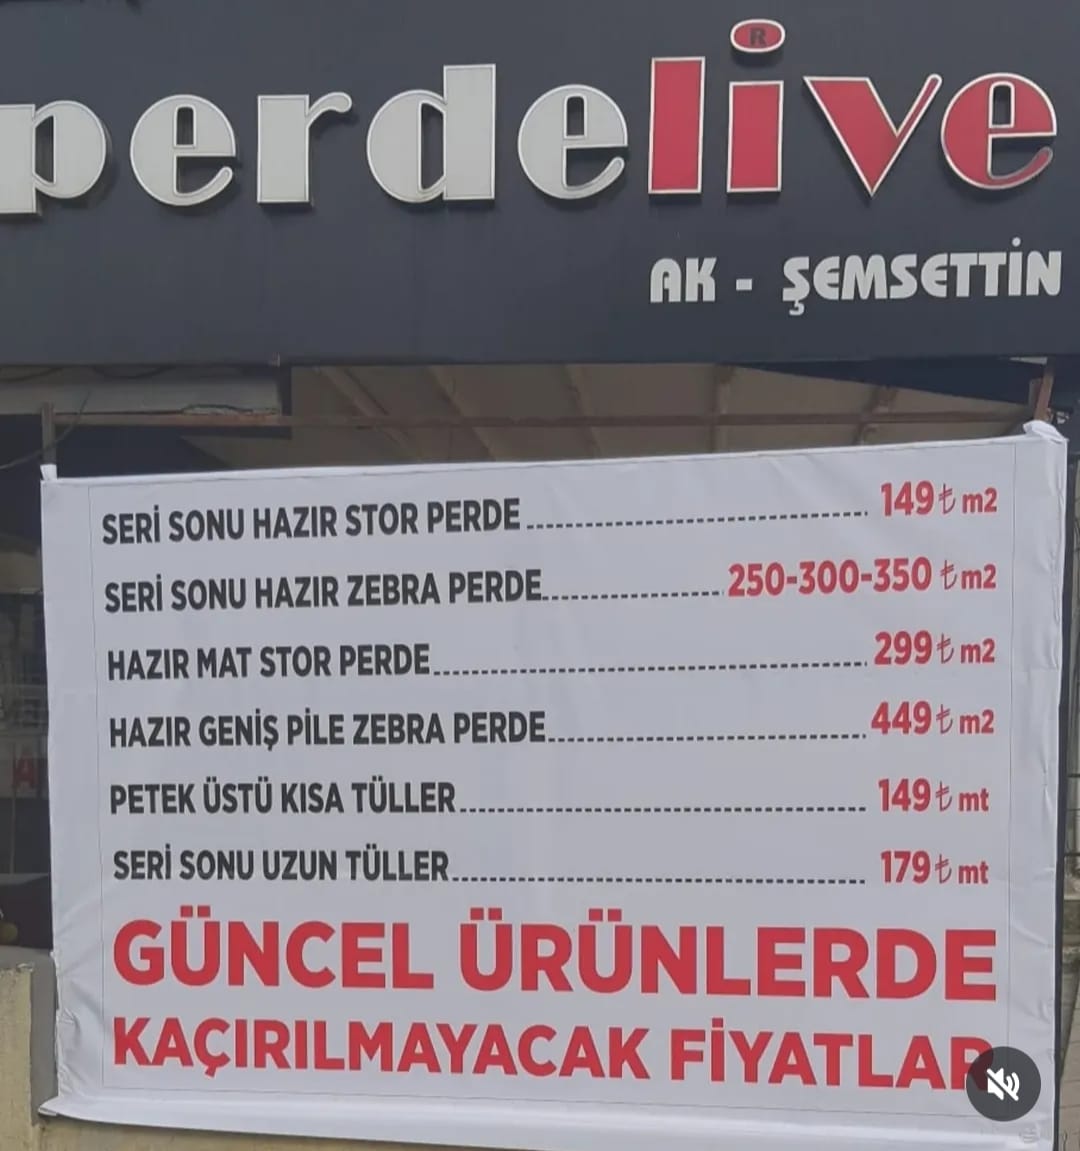 perdelive
AK - ŞEMSETTİN
SERİ SONU HAZIR STOR PERDE 149₺ m2
SERİ SONU HAZIR ZEBRA PERDE 250-300-350 ₺ m2
HAZIR MAT STOR PERDE 299₺ m2
HAZIR GENİŞ PİLE ZEBRA PERDE 449₺ m2
PETEK ÜSTÜ KISA TÜLLER 149₺ mt
SERİ SONU UZUN TÜLLER 179₺ mt
GÜNCEL ÜRÜNLERDE
KAÇIRILMAYACAK FİYATLAR